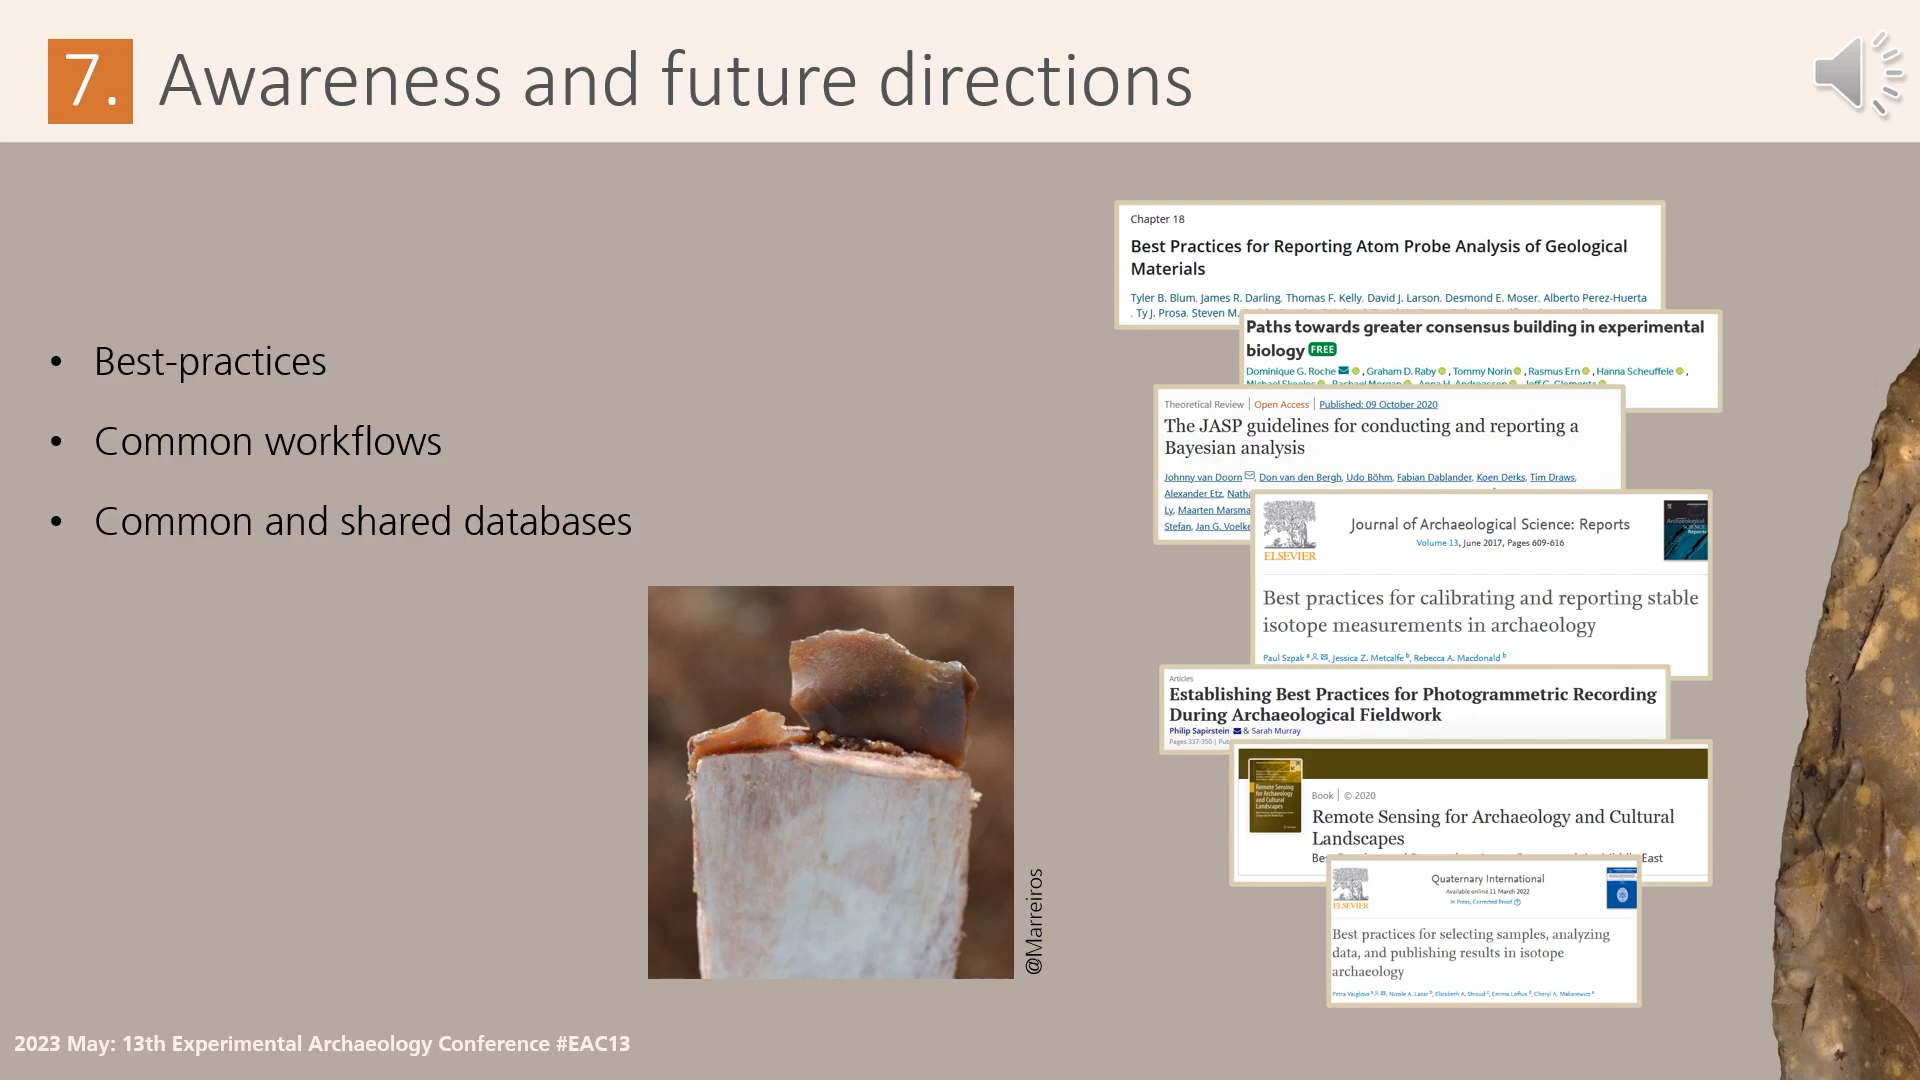 7. Awareness and future directions
• Best-practices
• Common workflows
• Common and shared databases
@Marreiros
Chapter 18
Best Practices for Reporting Atom Probe Analysis of Geological
Materials
Tyler B. Blum, James R. Darling, Thomas F. Kelly, David J. Larson, Desmond E. Moser, Alberto Perez-Huerta
, Ty J. Prosa, Steven M.
Paths towards greater consensus building in experimental
biology FREE
Dominique G. Roche, Graham D. Raby, Tommy Norin, Rasmus Ern, Hanna Scheuffele,
Michael Skeeles, Rachael Morgan, Anna H. Andreassen, Jeff C. Clements
Theoretical Review | Open Access | Published: 09 October 2020
The JASP guidelines for conducting and reporting a
Bayesian analysis
Johnny van Doorn, Don van den Bergh, Udo Böhm, Fabian Dablander, Koen Derks, Tim Draws,
Alexander Etz, Natha
Ly, Maarten Marsma
Stefan, Jan G. Voelke
ELSEVIER
Journal of Archaeological Science: Reports
Volume 13, June 2017, Pages 609-616
Best practices for calibrating and reporting stable
isotope measurements in archaeology
Paul Szpak a, Jessica Z. Metcalfe b, Rebecca A. Macdonald b
Articles
Establishing Best Practices for Photogrammetric Recording
During Archaeological Fieldwork
Philip Sapirstein & Sarah Murray
Pages 337-350 | Pub
Remote Sensing
for Archaeology
and Cultural
Landscapes
Book | © 2020
Remote Sensing for Archaeology and Cultural
Landscapes
East
ELSEVIER
Quaternary International
Available online 11 March 2022
In Press, Corrected Proof
Best practices for selecting samples, analyzing
data, and publishing results in isotope
archaeology
Petra Vaiglova a, Nicole A. Lazar b, Elizabeth A. Stroud c, Emma Loftus d, Cheryl A. Makarewicz e
2023 May: 13th Experimental Archaeology Conference #EAC13